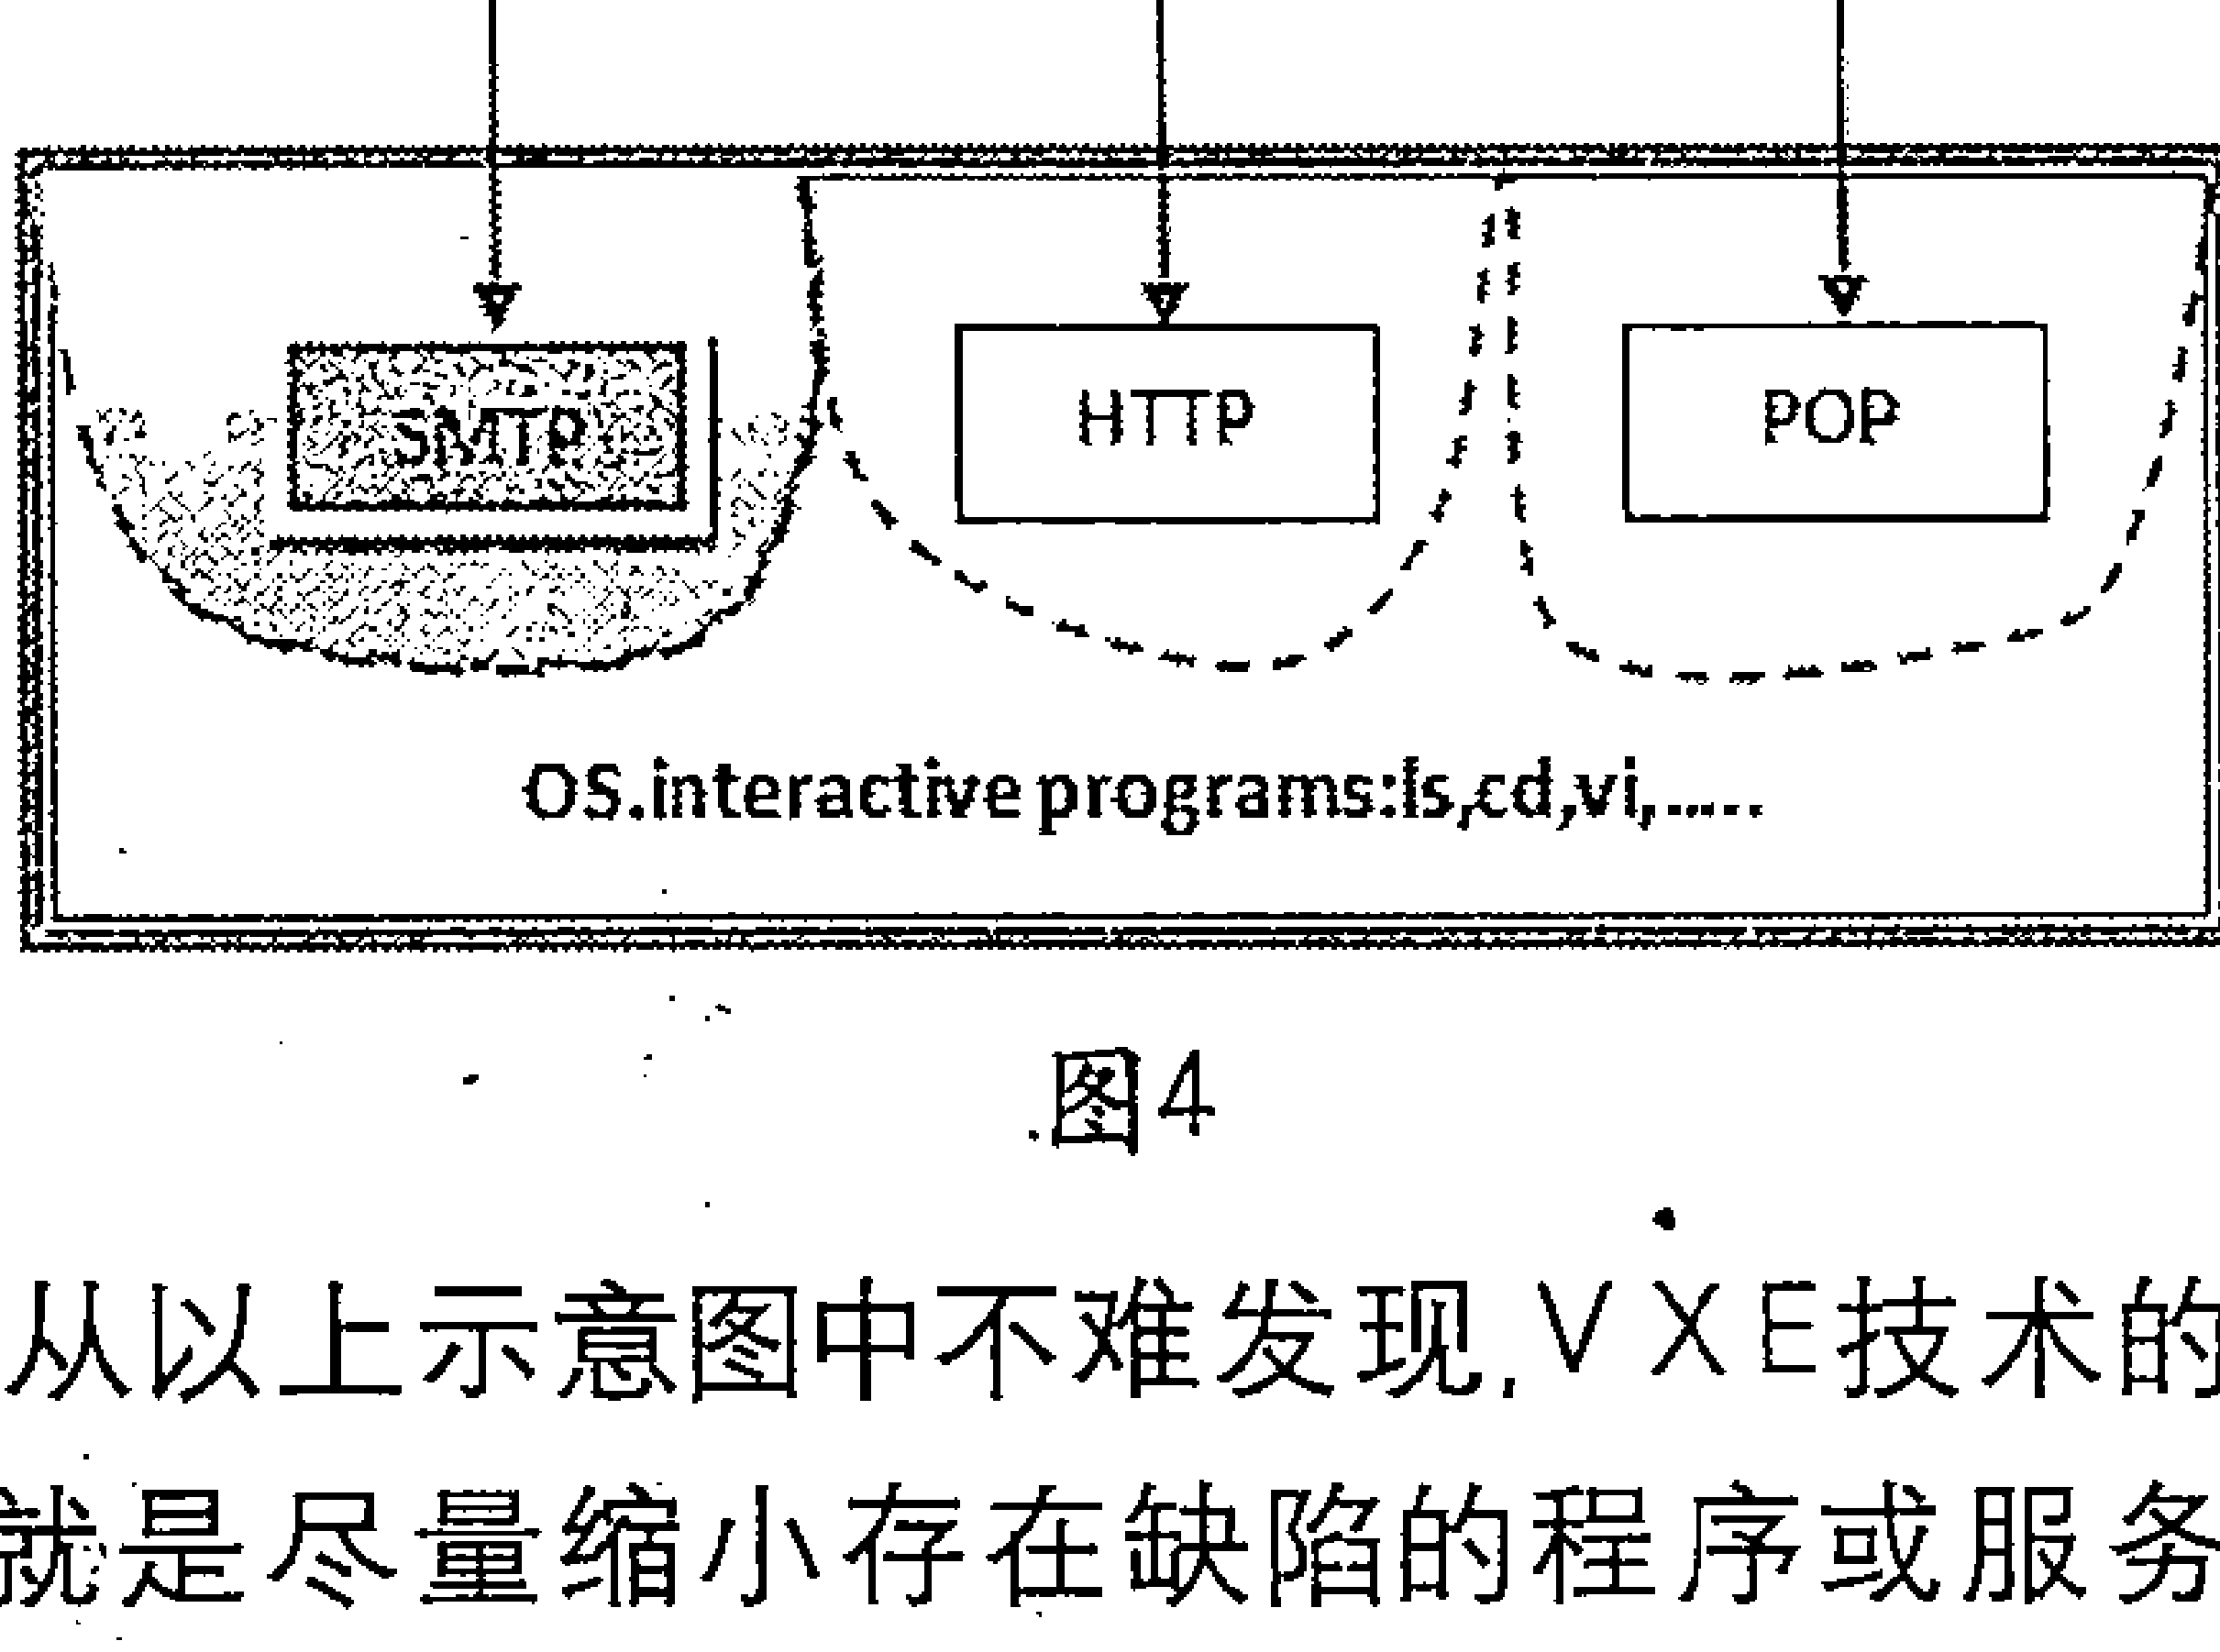 SMTP
HTTP
POP
OS.interactive programs:ls,cd,vi,.....
图4
从以上示意图中不难发现,VXE技术的
就是尽量缩小存在缺陷的程序或服务